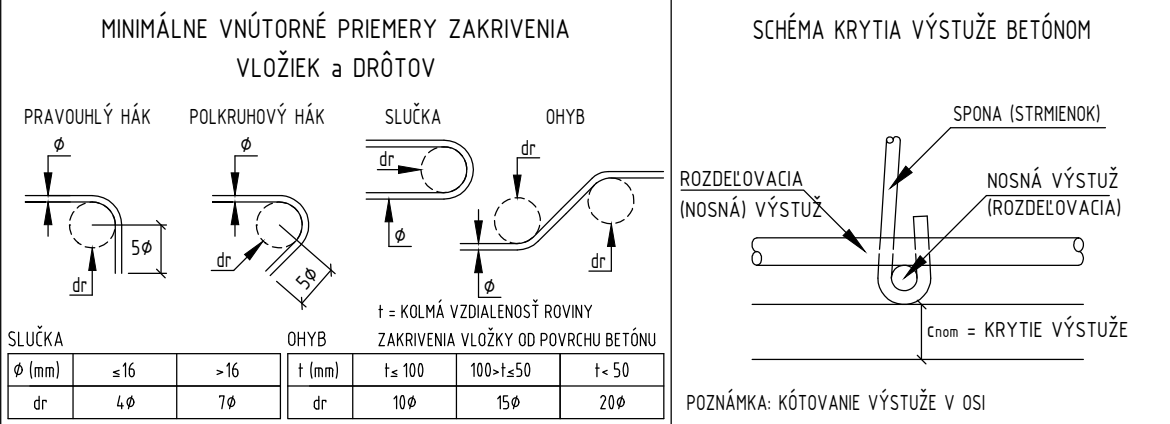 MINIMÁLNE VNÚTORNÉ PRIEMERY ZAKRIVENIA
VLOŽIEK a DRÔTOV
PRAVOUHLÝ HÁK
POLKRUHOVÝ HÁK
SLUČKA
OHYB
ϕ
5ϕ
dr
ϕ
dr
5ϕ
dr
ϕ
dr
ϕ
dr
t = KOLMÁ VZDIALENOSŤ ROVINY
ZAKRIVENIA VLOŽKY OD POVRCHU BETÓNU
SLUČKA
ϕ (mm) ≤16 >16
dr 4ϕ 7ϕ
OHYB
t (mm) t≤ 100 100>t≤50 t< 50
dr 10ϕ 15ϕ 20ϕ
SCHÉMA KRYTIA VÝSTUŽE BETÓNOM
SPONA (STRMIENOK)
ROZDEĽOVACIA
(NOSNÁ) VÝSTUŽ
NOSNÁ VÝSTUŽ
(ROZDEĽOVACIA)
Cnom = KRYTIE VÝSTUŽE
POZNÁMKA: KÓTOVANIE VÝSTUŽE V OSI